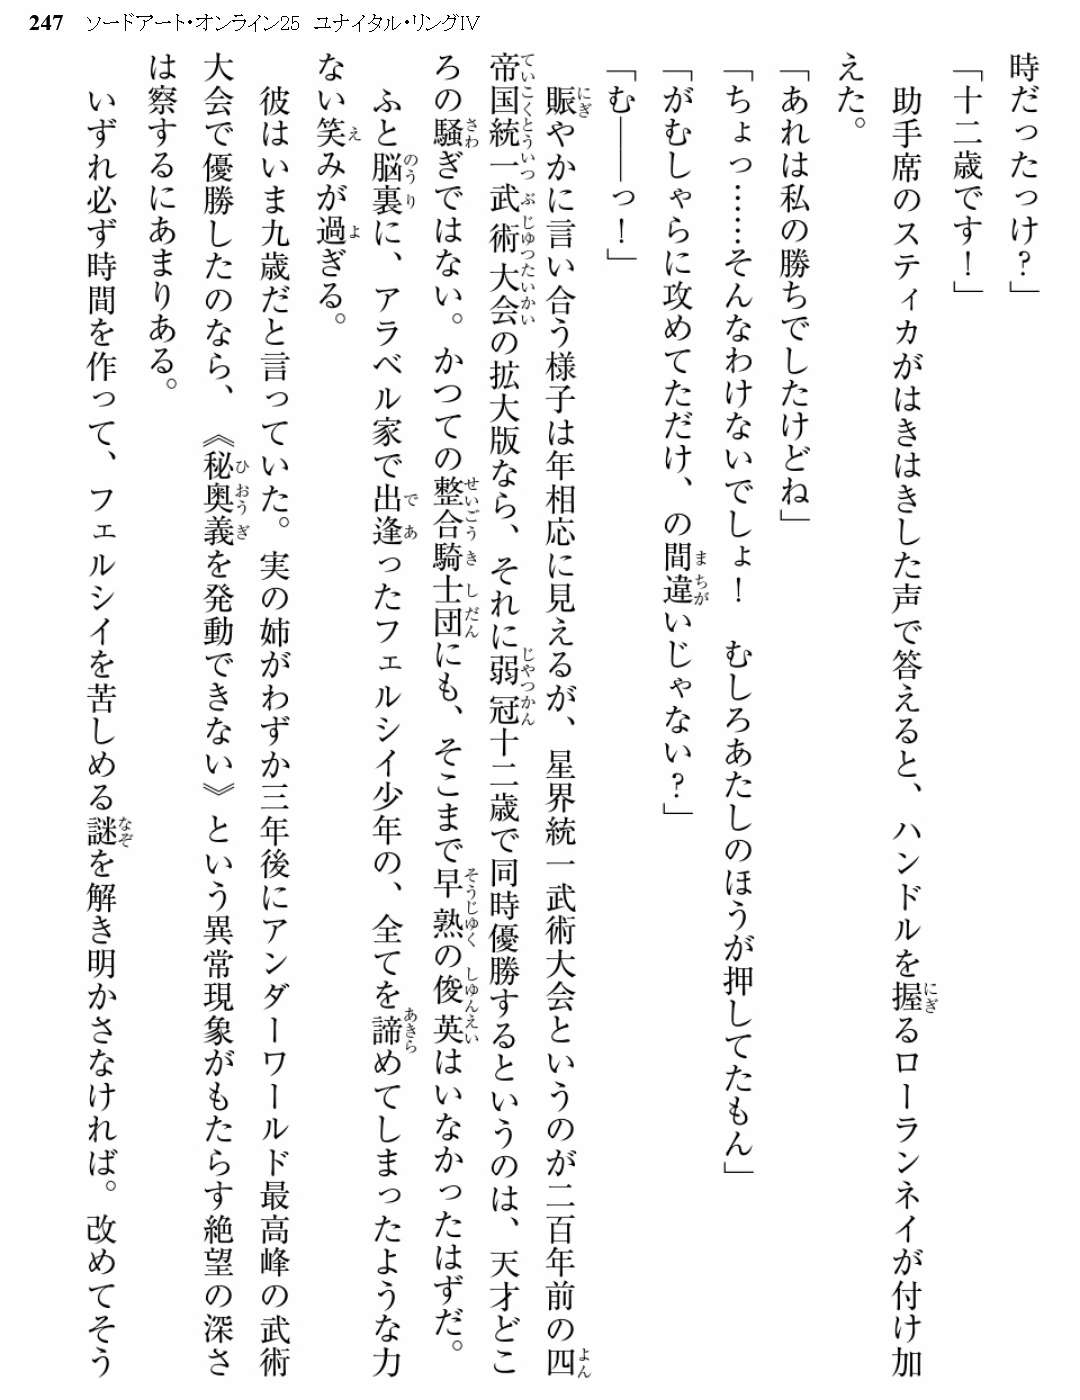 247 ソードアート・オンライン25 ユナイタル・リングⅣ
時だったっけ？」
「十二歳です！」
助手席のスティカがはきはきした声で答えると、ハンドルを握るローランネイが付け加
えた。
「あれは私の勝ちでしたけどね」
「ちょっ……そんなわけないでしょ！　むしろあたしのほうが押してたもん」
「がむしゃらに攻めてただけ、の間違いじゃない？」
「む――っ！」
賑やかに言い合う様子は年相応に見えるが、星界統一武術大会というのが二百年前の四
帝国統一武術大会の拡大版なら、それに弱冠十二歳で同時優勝するというのは、天才どこ
ろの騒ぎではない。かつての整合騎士団にも、そこまで早熟の俊英はいなかったはずだ。
ふと脳裏に、アラベル家で出逢ったフェルシイ少年の、全てを諦めてしまったような力
ない笑みが過ぎる。
彼はいま九歳だと言っていた。実の姉がわずか三年後にアンダーワールド最高峰の武術
大会で優勝したのなら、《秘奥義を発動できない》という異常現象がもたらす絶望の深さ
は察するにあまりある。
いずれ必ず時間を作って、フェルシイを苦しめる謎を解き明かさなければ。改めてそう